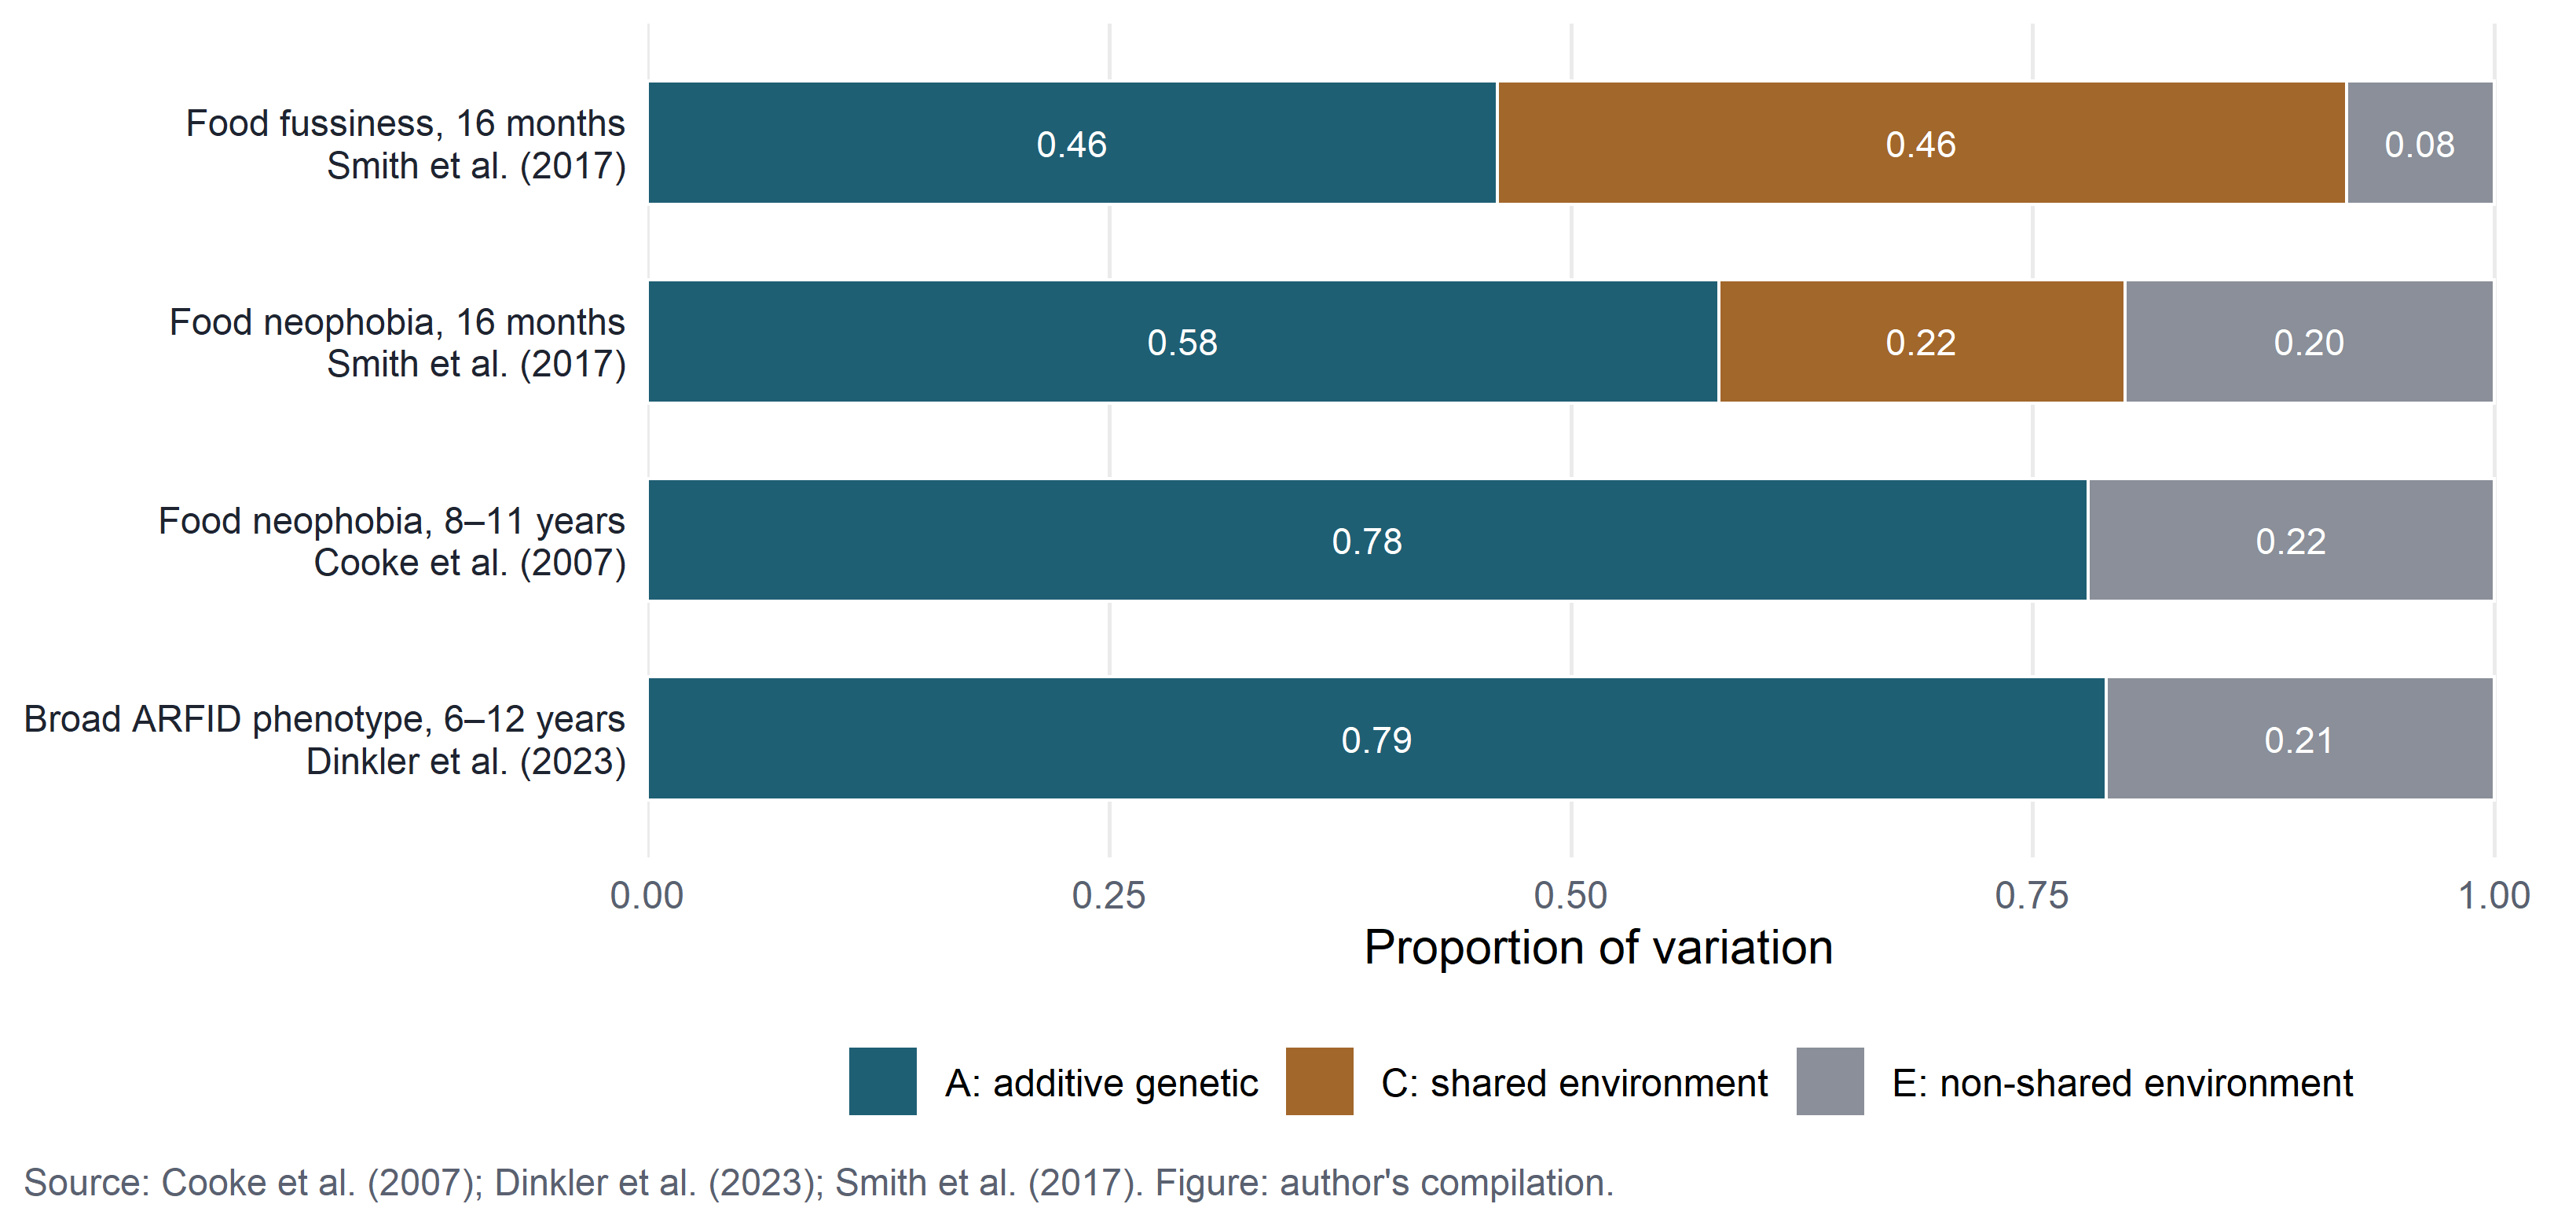 Food fussiness, 16 months
Smith et al. (2017)
0.46
0.46
0.08
Food neophobia, 16 months
Smith et al. (2017)
0.58
0.22
0.20
Food neophobia, 8–11 years
Cooke et al. (2007)
0.78
0.22
Broad ARFID phenotype, 6–12 years
Dinkler et al. (2023)
0.79
0.21
0.00
0.25
0.50
0.75
1.00
Proportion of variation
A: additive genetic
C: shared environment
E: non-shared environment
Source: Cooke et al. (2007); Dinkler et al. (2023); Smith et al. (2017). Figure: author's compilation.